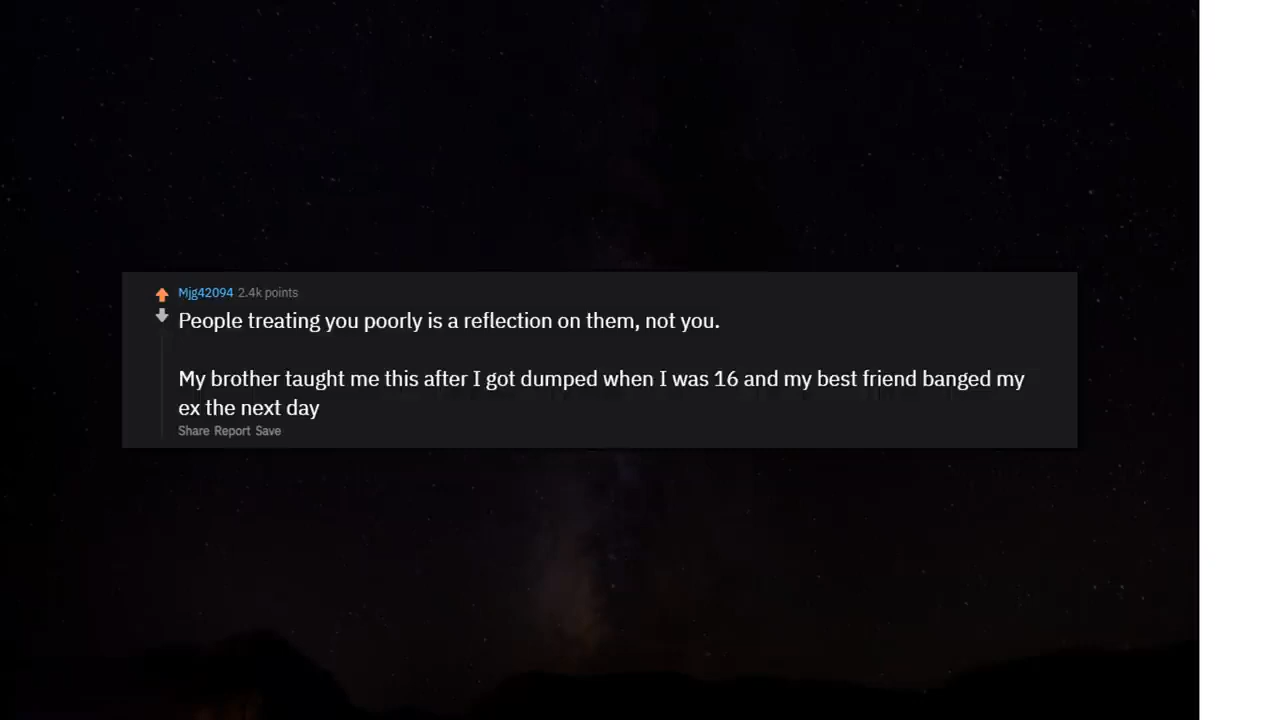 Mjg42094 2.4k points
People treating you poorly is a reflection on them, not you.
My brother taught me this after I got dumped when I was 16 and my best friend banged my
ex the next day
Share Report Save